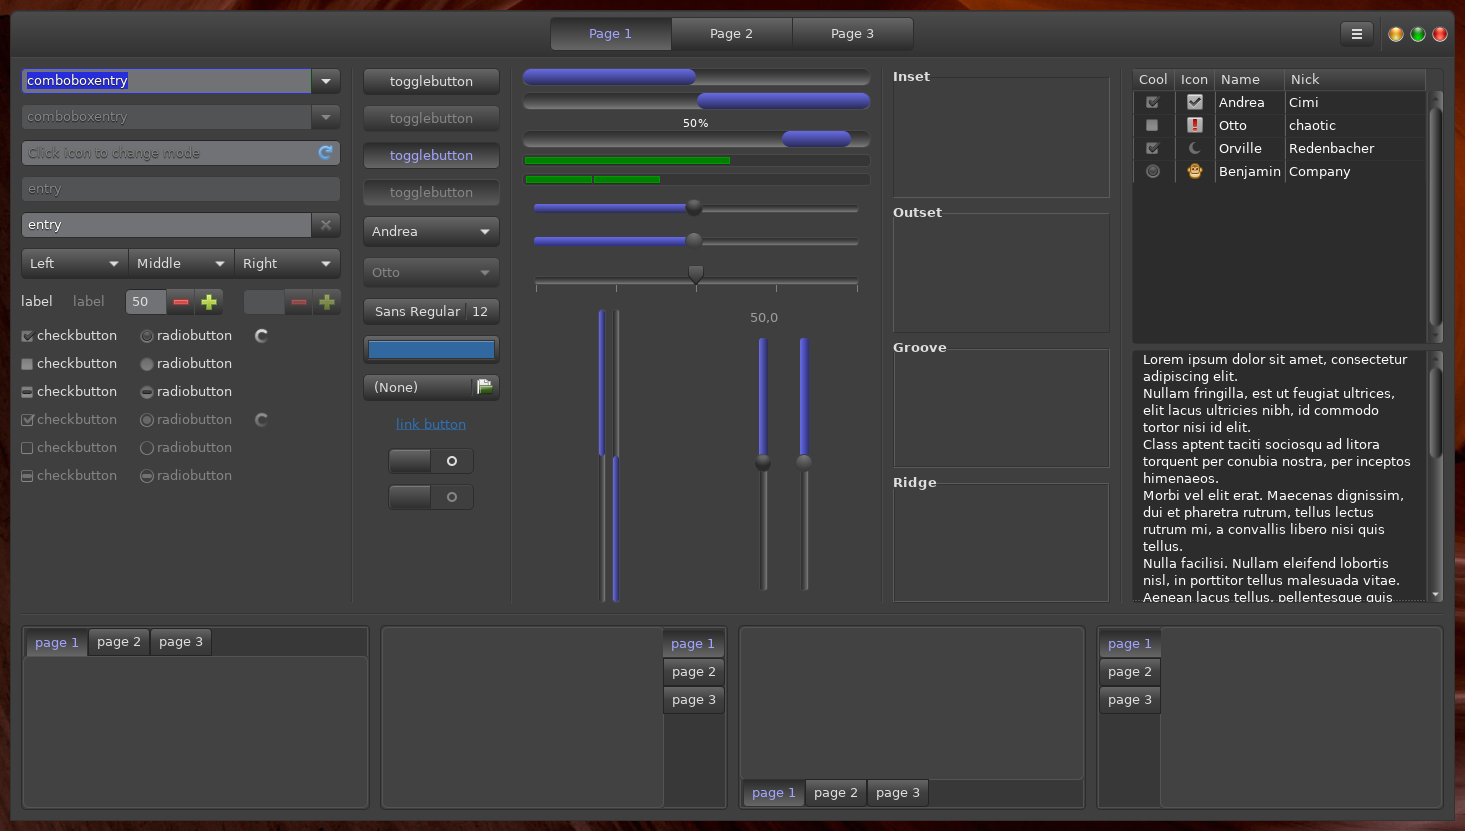 Page 1
Page 2
Page 3
comboboxentry
comboboxentry
Click icon to change mode
entry
entry
Left
Middle
Right
label
label
50
checkbutton
radiobutton
checkbutton
radiobutton
checkbutton
radiobutton
checkbutton
radiobutton
checkbutton
radiobutton
checkbutton
radiobutton
togglebutton
togglebutton
togglebutton
togglebutton
Andrea
Otto
Sans Regular 12
(None)
link button
50%
50,0
Inset
Outset
Groove
Ridge
Cool Icon Name Nick
Andrea Cimi
Otto chaotic
Orville Redenbacher
Benjamin Company
Lorem ipsum dolor sit amet, consectetur
adipiscing elit.
Nullam fringilla, est ut feugiat ultrices,
elit lacus ultricies nibh, id commodo
tortor nisi id elit.
Class aptent taciti sociosqu ad litora
torquent per conubia nostra, per inceptos
himenaeos.
Morbi vel elit erat. Maecenas dignissim,
dui et pharetra rutrum, tellus lectus
rutrum mi, a convallis libero nisi quis
tellus.
Nulla facilisi. Nullam eleifend lobortis
nisl, in porttitor tellus malesuada vitae.
Aenean lacus tellus, pellentesque quis
page 1
page 2
page 3
page 1
page 2
page 3
page 1
page 2
page 3
page 1
page 2
page 3